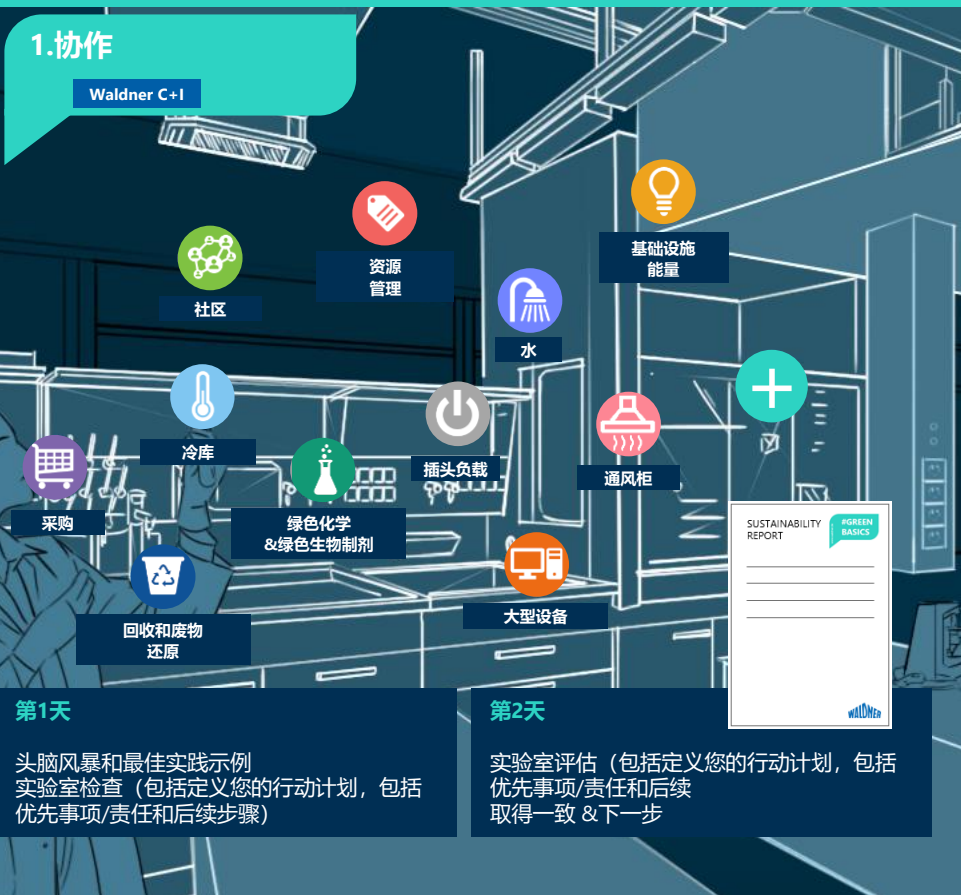 1.协作
Waldner C+I
基础设施
能量
资源
管理
社区
水
冷库
插头负载
通风柜
采购
绿色化学
&绿色生物制剂
SUSTAINABILITY
REPORT
#GREEN
BASICS
大型设备
回收和废物
还原
WALDNER
第1天
头脑风暴和最佳实践示例
实验室检查（包括定义您的行动计划，包括
优先事项/责任和后续步骤）
第2天
实验室评估（包括定义您的行动计划，包括
优先事项/责任和后续
取得一致 &下一步